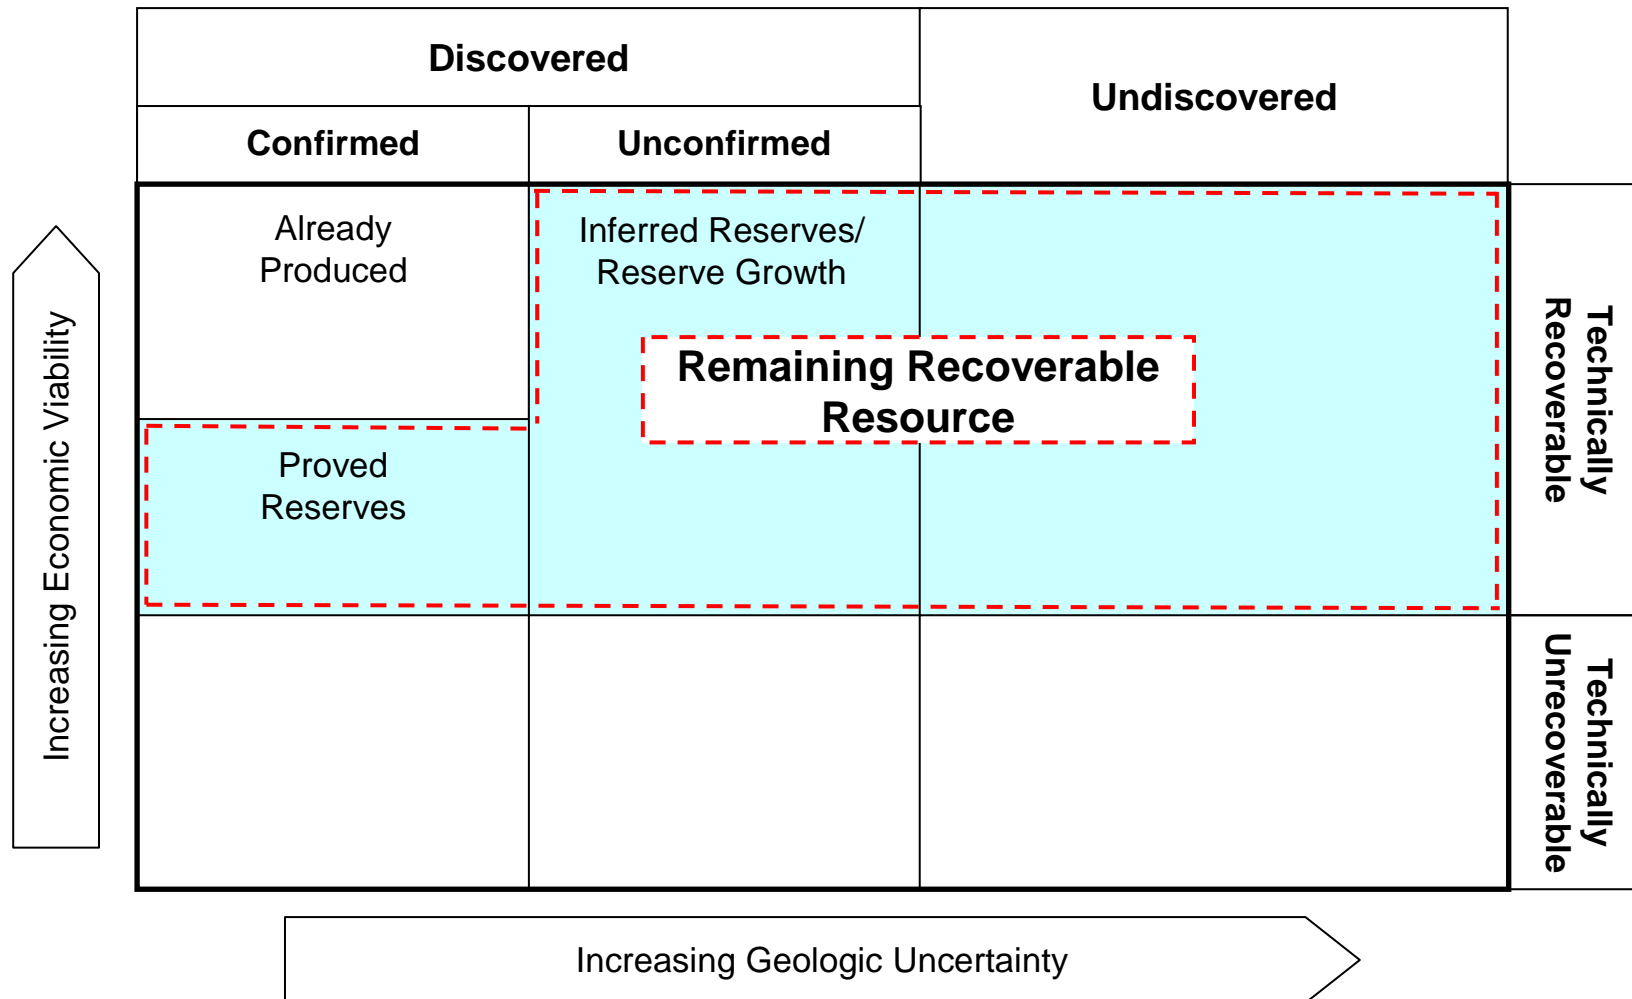 Discovered
Undiscovered
Confirmed
Unconfirmed
Already
Produced
Inferred Reserves/
Reserve Growth
Remaining Recoverable
Resource
Proved
Reserves
Technically
Recoverable
Technically
Unrecoverable
Increasing Economic Viability
Increasing Geologic Uncertainty